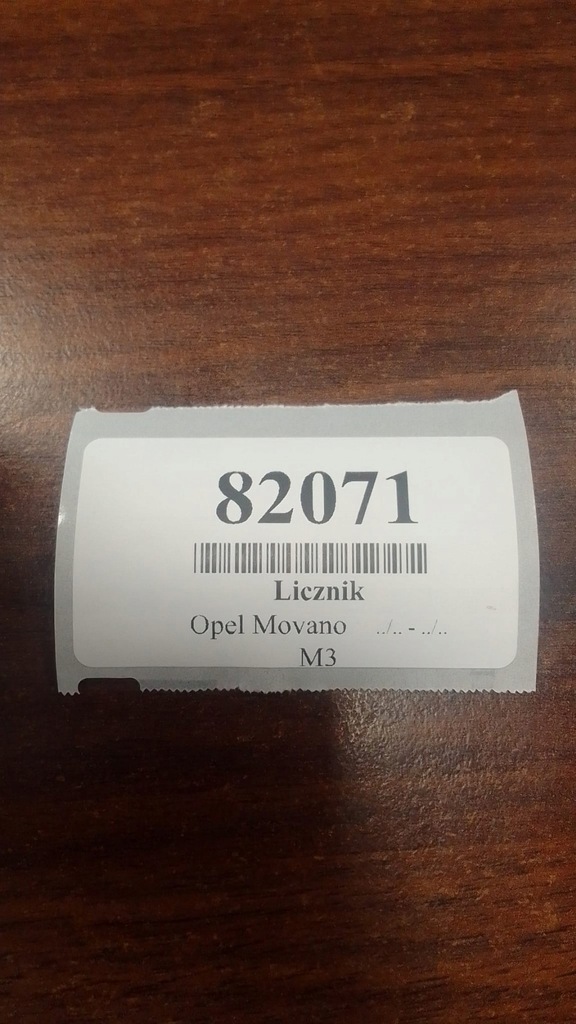 82071
Licznik
Opel Movano ../.. - ../..
M3